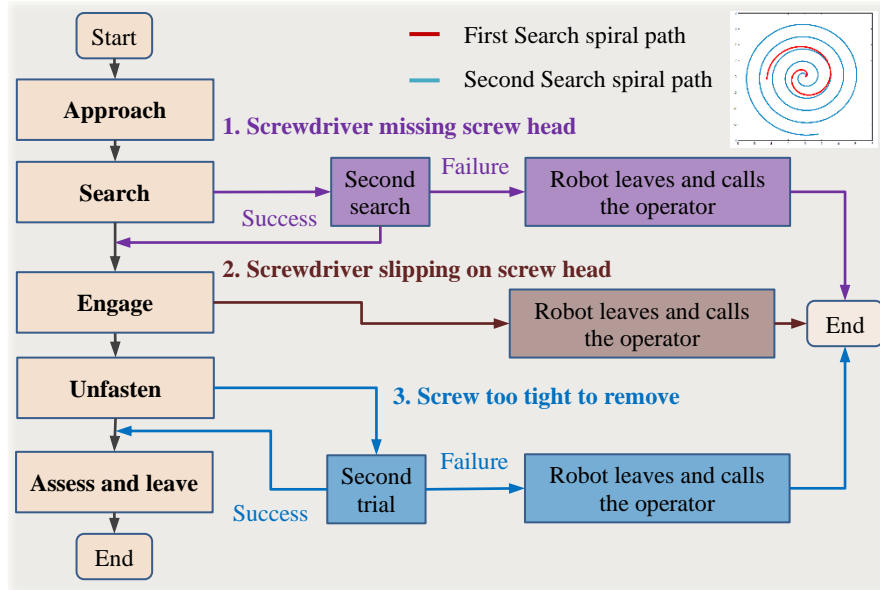 Start
First Search spiral path
Second Search spiral path
Approach
1. Screwdriver missing screw head
Search
Second
search
Failure
Success
Robot leaves and calls
the operator
2. Screwdriver slipping on screw head
Engage
Robot leaves and calls
the operator
End
Unfasten
3. Screw too tight to remove
Assess and leave
Second
trial
Failure
Success
Robot leaves and calls
the operator
End